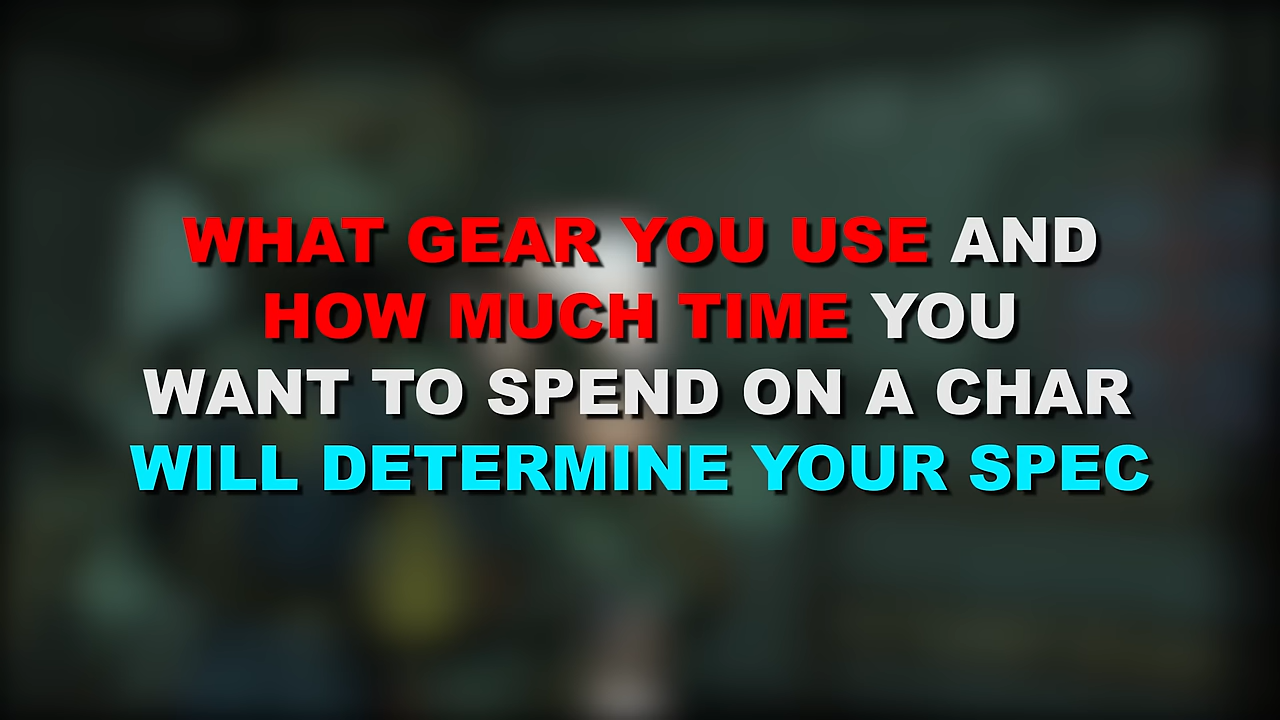 WHAT GEAR YOU USE AND
HOW MUCH TIME YOU
WANT TO SPEND ON A CHAR
WILL DETERMINE YOUR SPEC